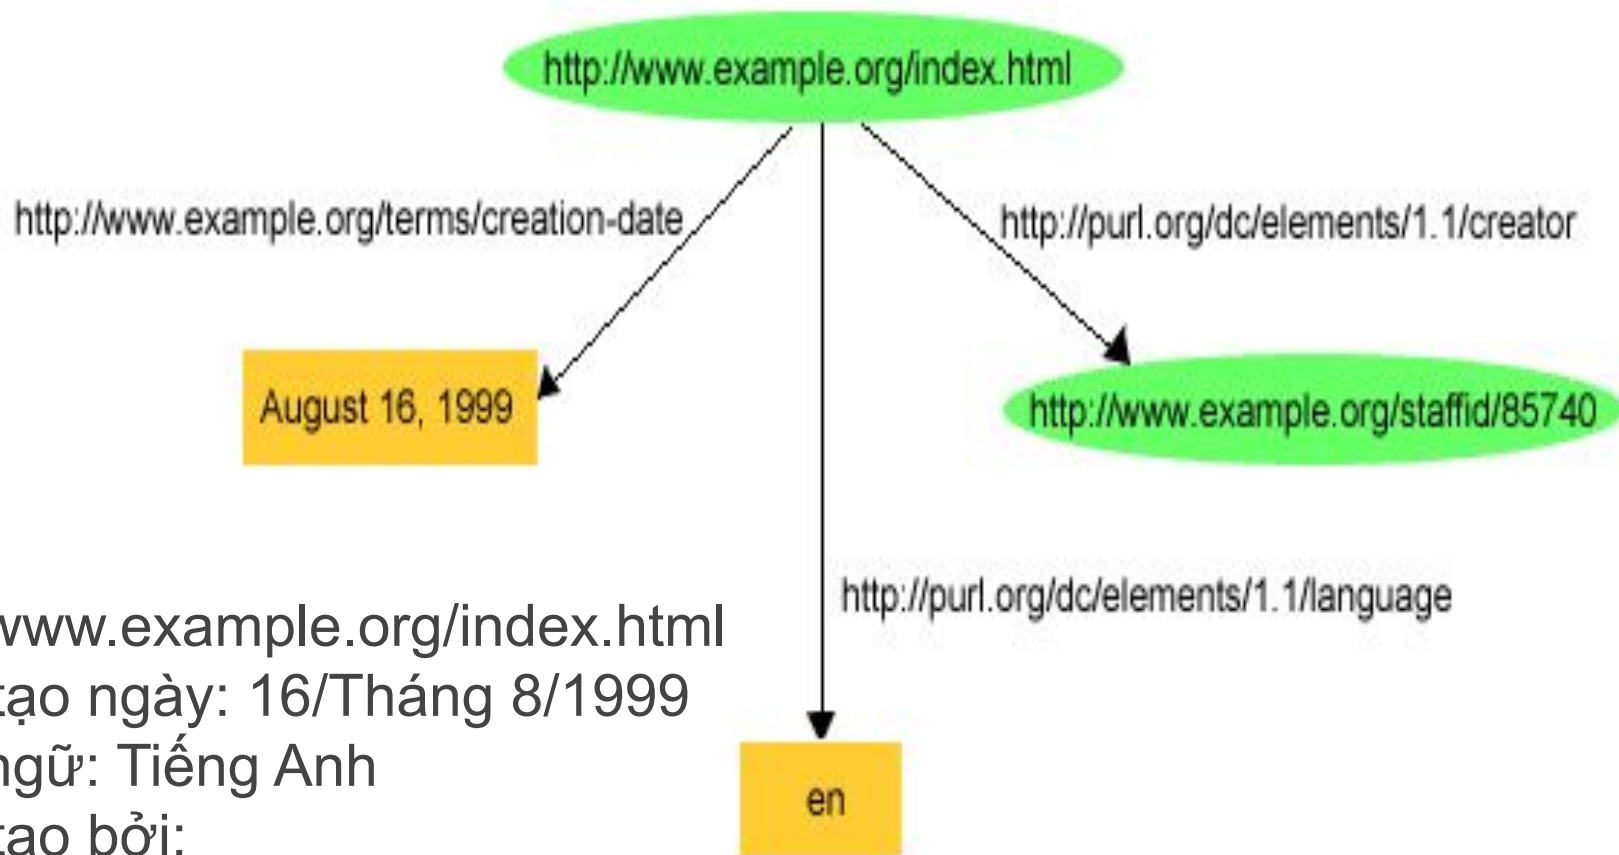 http://www.example.org/index.html
http://www.example.org/terms/creation-date
http://purl.org/dc/elements/1.1/creator
August 16, 1999
http://www.example.org/staffid/85740
http://purl.org/dc/elements/1.1/language
www.example.org/index.html
tạo ngày: 16/Tháng 8/1999
ngữ: Tiếng Anh
tạo bởi:
en